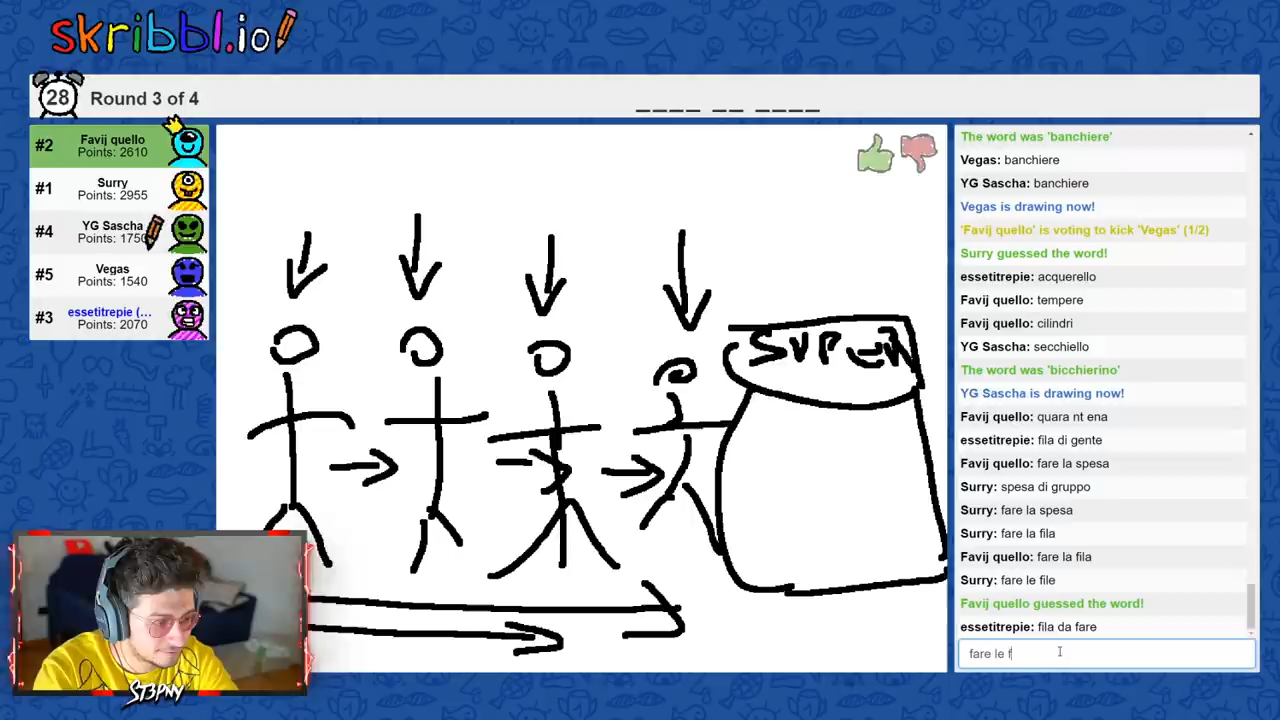 skribbl.io
28
Round 3 of 4
____ __ ____
#2
Favij quello
Points: 2610
#1
Surry
Points: 2955
#4
YG Sascha
Points: 1750
#5
Vegas
Points: 1540
#3
essetitrepie (...
Points: 2070
SUPER
The word was 'banchiere'
Vegas: banchiere
YG Sascha: banchiere
Vegas is drawing now!
'Favij quello' is voting to kick 'Vegas' (1/2)
Surry guessed the word!
essetitrepie: acquerello
Favij quello: tempere
Favij quello: cilindri
YG Sascha: secchiello
The word was 'bicchierino'
YG Sascha is drawing now!
Favij quello: quara nt ena
essetitrepie: fila di gente
Favij quello: fare la spesa
Surry: spesa di gruppo
Surry: fare la spesa
Surry: fare la fila
Favij quello: fare la fila
Surry: fare le file
Favij quello guessed the word!
essetitrepie: fila da fare
fare le f
ST3PNY